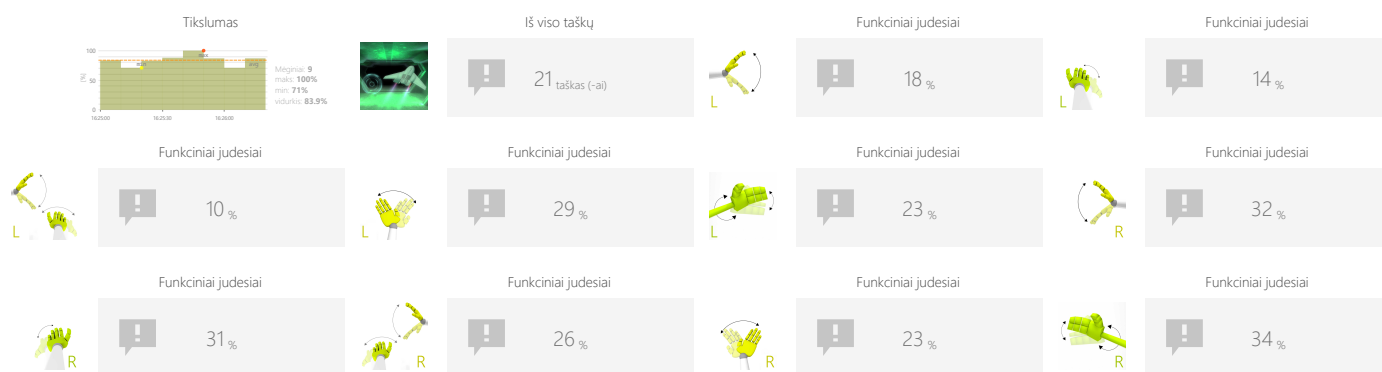 Tikslumas
Iš viso taškų
Funkciniai judesiai
Funkciniai judesiai
100
50
0
[%]
max
min
avg
16:25:00
16:25:30
16:26:00
Mėginiai: 9
maks: 100%
min: 71%
vidurkis: 83.9%
21 taškas (-ai)
L
18 %
L
14 %
Funkciniai judesiai
Funkciniai judesiai
Funkciniai judesiai
Funkciniai judesiai
L
10 %
L
29 %
L
23 %
R
32 %
Funkciniai judesiai
Funkciniai judesiai
Funkciniai judesiai
Funkciniai judesiai
R
31 %
R
26 %
R
23 %
R
34 %